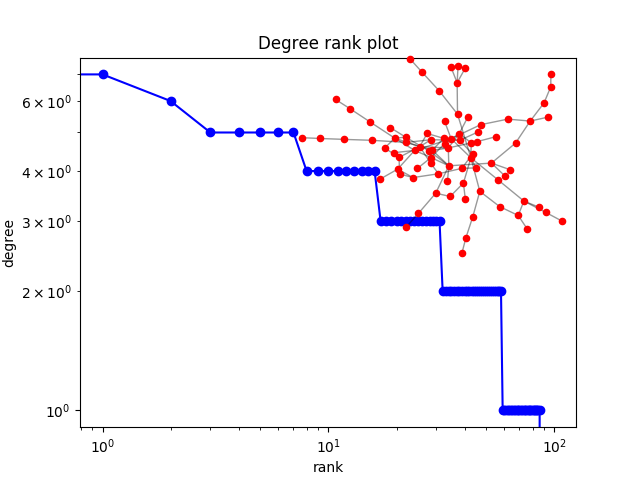 Degree rank plot
degree
6 × 10⁰
4 × 10⁰
3 × 10⁰
2 × 10⁰
10⁰
10⁰ 10¹ 10²
rank